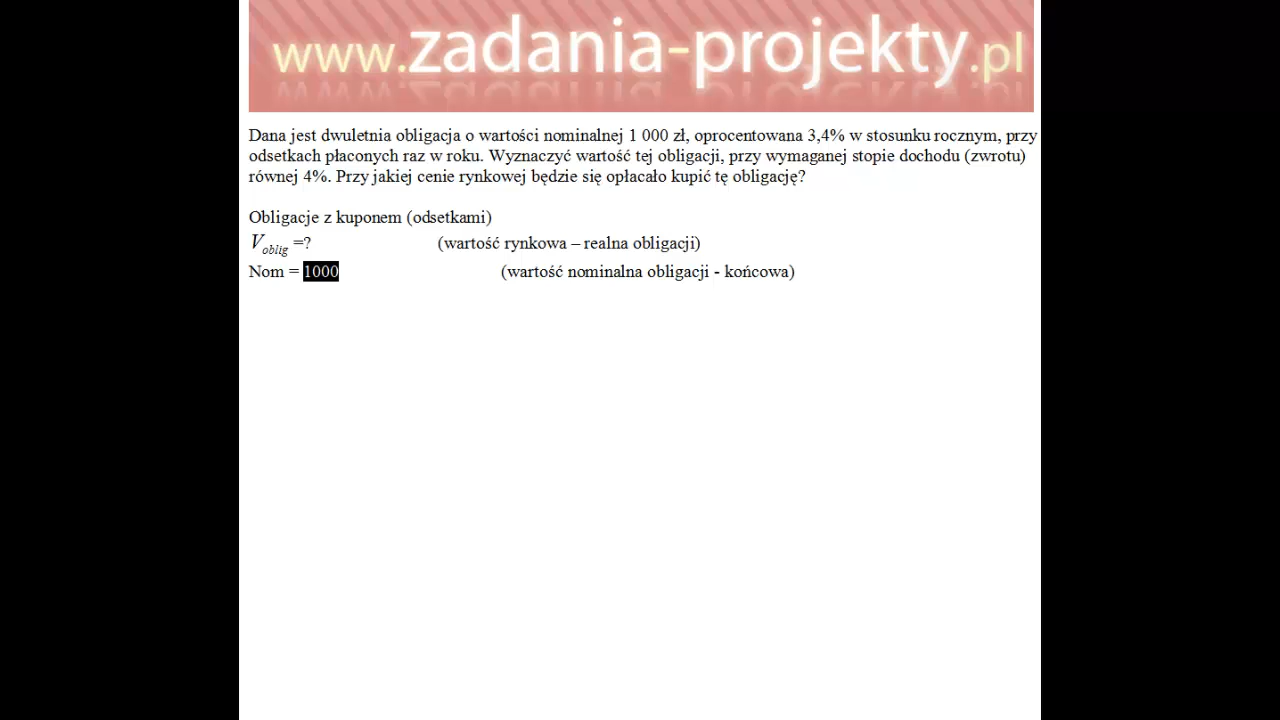 www.zadania-projekty.pl
Dana jest dwuletnia obligacja o wartości nominalnej 1 000 zł, oprocentowana 3,4% w stosunku rocznym, przy
odsetkach płaconych raz w roku. Wyznaczyć wartość tej obligacji, przy wymaganej stopie dochodu (zwrotu)
równej 4%. Przy jakiej cenie rynkowej będzie się opłacało kupić tę obligację?
Obligacje z kuponem (odsetkami)
V_oblig =? (wartość rynkowa – realna obligacji)
Nom = 1000 (wartość nominalna obligacji - końcowa)